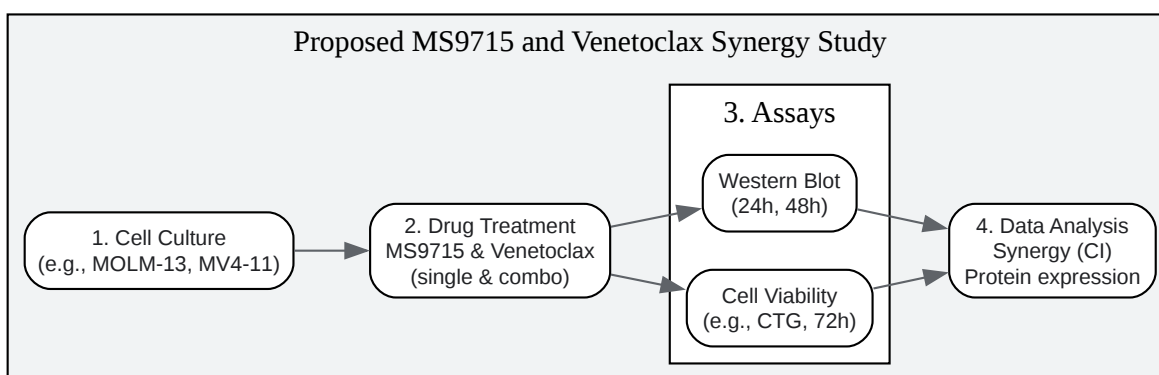 Proposed MS9715 and Venetoclax Synergy Study
1. Cell Culture
(e.g., MOLM-13, MV4-11)
2. Drug Treatment
MS9715 & Venetoclax
(single & combo)
3. Assays
Western Blot
(24h, 48h)
Cell Viability
(e.g., CTG, 72h)
4. Data Analysis
Synergy (CI)
Protein expression